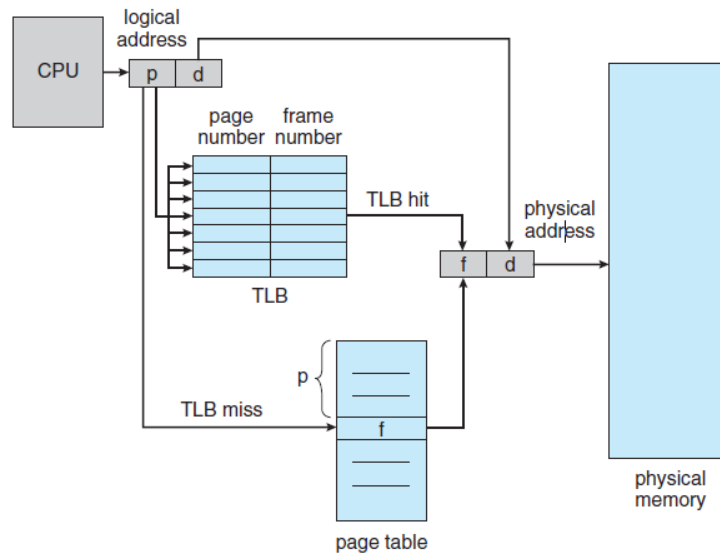 logical
address
CPU
p d
page
number
frame
number
TLB hit
physical
address
f d
TLB
p
TLB miss
f
page table
physical
memory